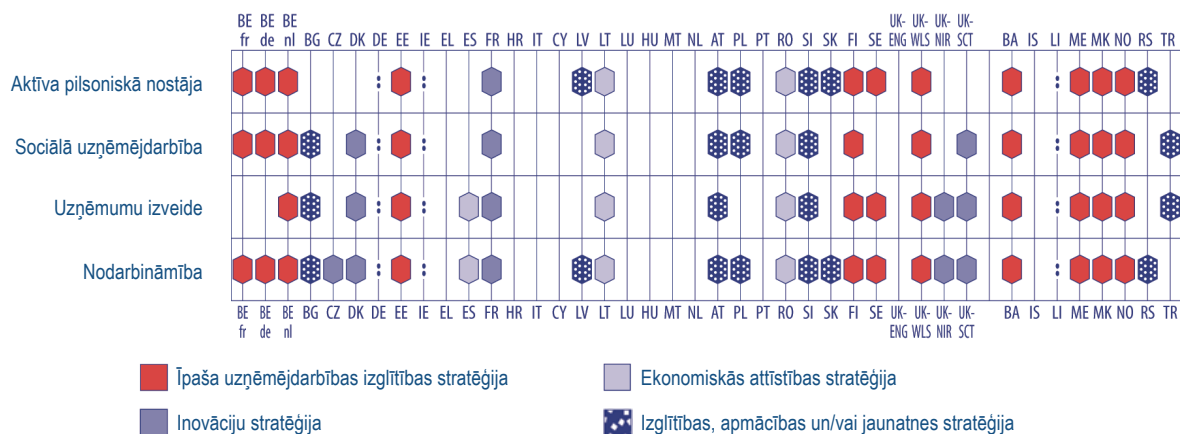 BE fr BE de BE nl BG CZ DK DE EE IE EL ES FR HR IT CY LV LT LU HU MT NL AT PL PT RO SI SK FI SE UK-ENG UK-WLS UK-NIR UK-SCT BA IS LI ME MK NO RS TR
Aktīva pilsoniskā nostāja
Sociālā uzņēmējdarbība
Uzņēmumu izveide
Nodarbināmība
BE fr BE de BE nl BG CZ DK DE EE IE EL ES FR HR IT CY LV LT LU HU MT NL AT PL PT RO SI SK FI SE UK-ENG UK-WLS UK-NIR UK-SCT BA IS LI ME MK NO RS TR
Īpaša uzņēmējdarbības izglītības stratēģija
Ekonomiskās attīstības stratēģija
Inovāciju stratēģija
Izglītības, apmācības un/vai jaunatnes stratēģija